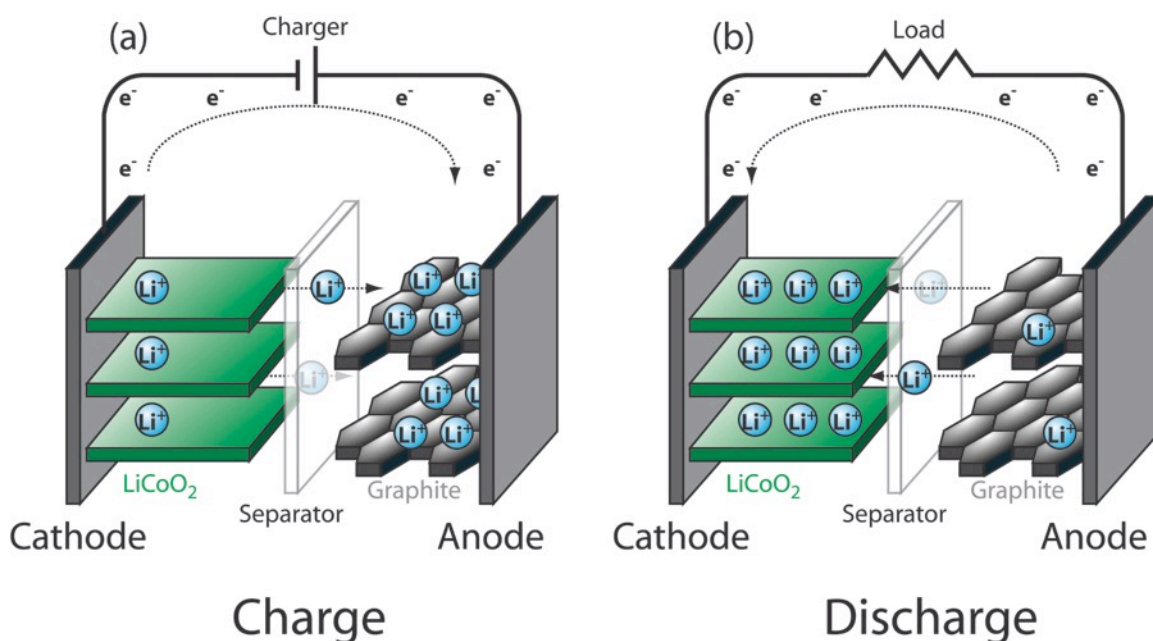 (a)
Charger
e⁻ e⁻ e⁻ e⁻
e⁻ e⁻
Li⁺ Li⁺ Li⁺ Li⁺
Li⁺ Li⁺
Li⁺ Li⁺ Li⁺ Li⁺
Li⁺ Li⁺ Li⁺
LiCoO₂
Graphite
Separator
Cathode
Anode
Charge
(b)
Load
e⁻ e⁻ e⁻ e⁻
e⁻ e⁻
Li⁺ Li⁺ Li⁺ Li⁺
Li⁺
Li⁺ Li⁺ Li⁺ Li⁺
Li⁺ Li⁺ Li⁺ Li⁺
LiCoO₂
Graphite
Separator
Cathode
Anode
Discharge